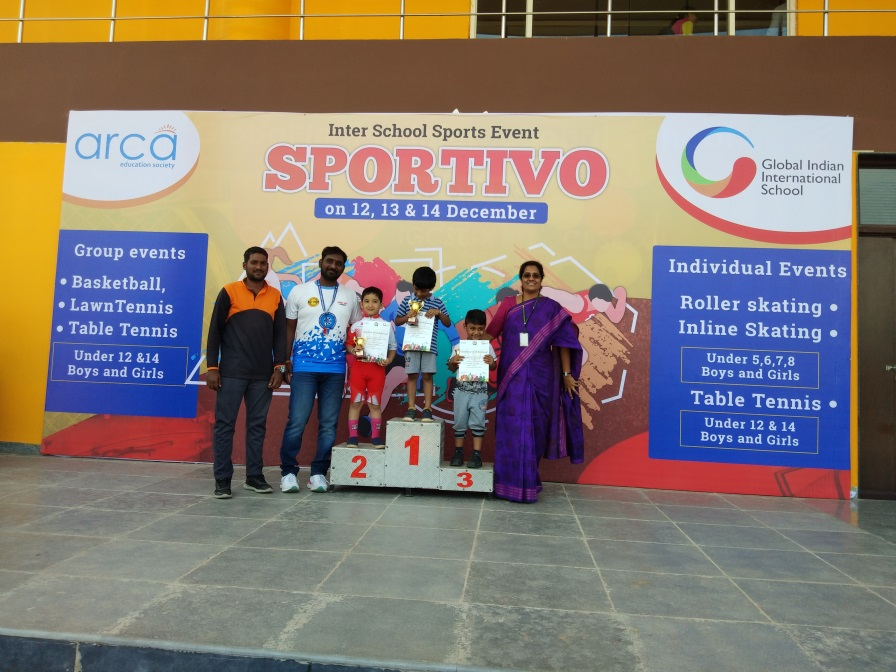 arca
education society
Inter School Sports Event
SPORTIVO
on 12, 13 & 14 December
Global Indian
International
School
Group events
• Basketball,
• LawnTennis
• Table Tennis
Under 12 &14
Boys and Girls
Individual Events
Roller skating •
Inline Skating •
Under 5,6,7,8
Boys and Girls
Table Tennis •
Under 12 & 14
Boys and Girls
2
1
3